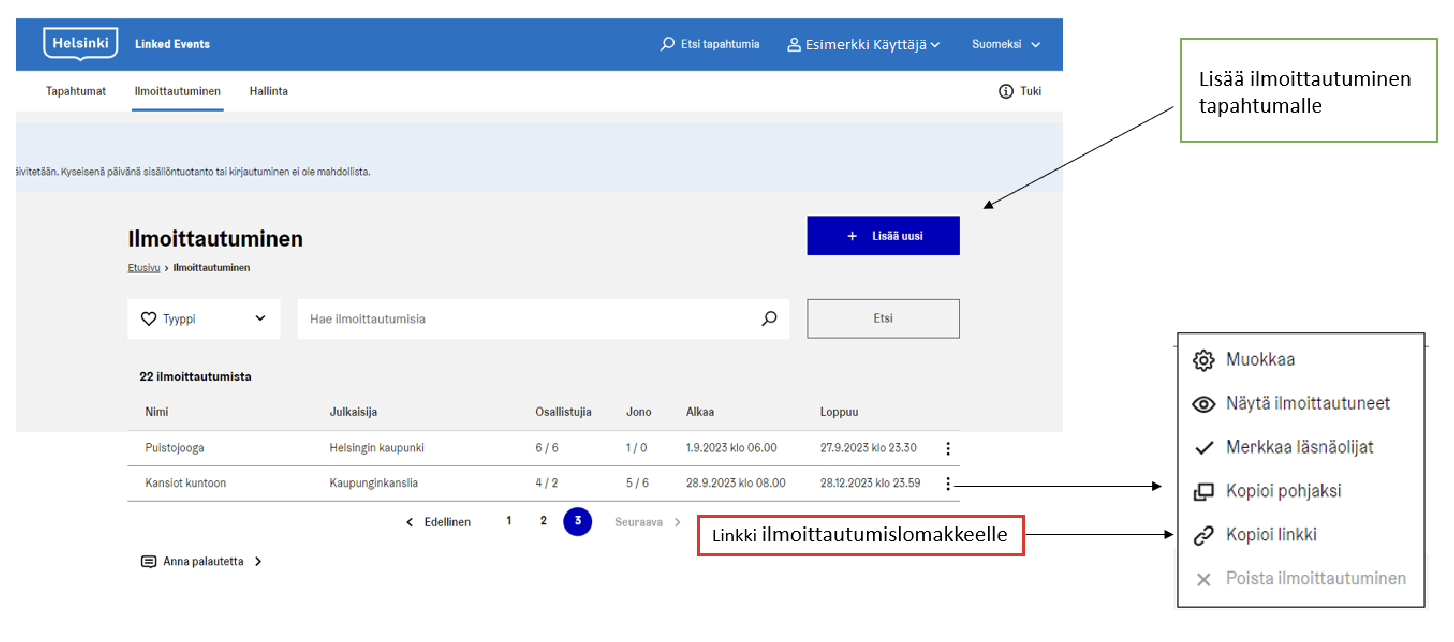 Helsinki Linked Events Etsi tapahtumia Esimerkki Käyttäjä Suomeksi
Tapahtumat Ilmoittautuminen Hallinta Tuki
Lisää ilmoittautuminen
tapahtumalle
äivitetään. Kyseisenä päivänä sisällöntuotanto tai kirjautuminen ei ole mahdollista.
Ilmoittautuminen
+ Lisää uusi
Etusivu > Ilmoittautuminen
Tyyppi Hae ilmoittautumisia Etsi
22 ilmoittautumista
Nimi Julkaisija Osallistujia Jono Alkaa Loppuu
Puistojooga Helsingin kaupunki 6 / 6 1 / 0 1.9.2023 klo 06.00 27.9.2023 klo 23.30
Kansiot kuntoon Kaupunginkanslia 4 / 2 5 / 6 28.9.2023 klo 08.00 28.12.2023 klo 23.59
< Edellinen 1 2 3 Seuraava >
Linkki ilmoittautumislomakkeelle
Anna palautetta >
Muokkaa
Näytä ilmoittautuneet
Merkkaa läsnäolijat
Kopioi pohjaksi
Kopioi linkki
Poista ilmoittautuminen